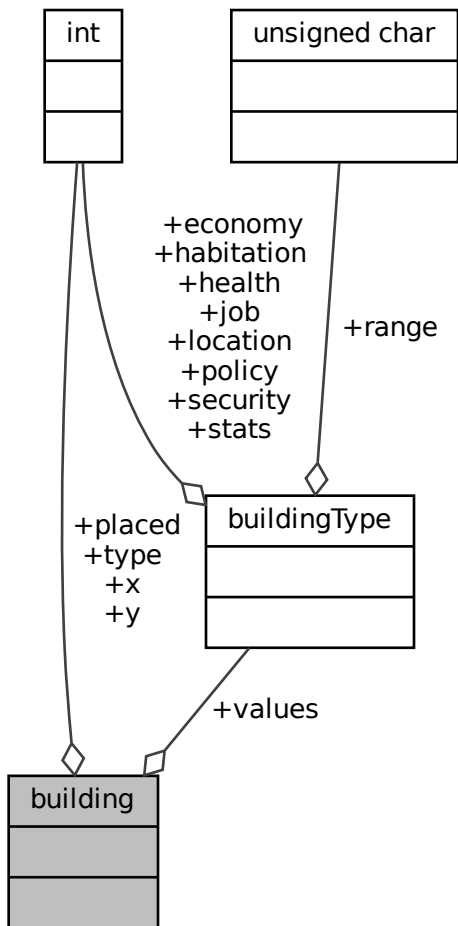 int
unsigned char
+economy
+habitation
+health
+job
+location
+policy
+security
+stats
+range
buildingType
+placed
+type
+x
+y
+values
building